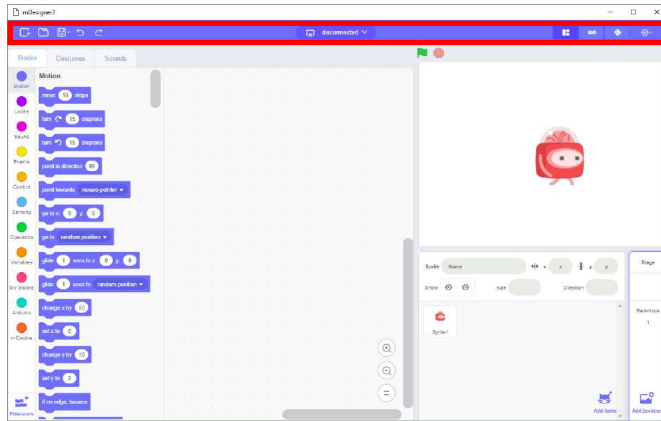 mDesigner3
disconnected
Blocks Costumes Sounds
Motion
Looks
Sound
Events
Control
Sensing
Operators
Variables
My Blocks
Arduino
mCookie
Extensions
Motion
move 10 steps
turn 15 degrees
turn 15 degrees
point in direction 90
point towards mouse-pointer
go to x: 0 y: 0
go to random position
glide 1 secs to x: 0 y: 0
glide 1 secs to random position
change x by 10
set x to 0
change y by 10
set y to 0
if on edge, bounce
Sprite Name x x y y
Show Size Direction
Sprite1
Add Sprite
Stage
Backdrops
1
Add Backdrop